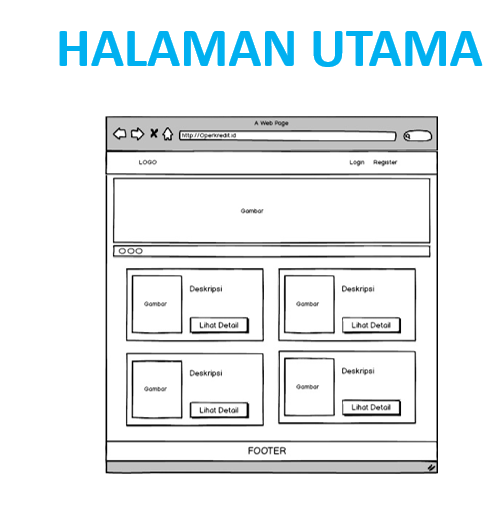 HALAMAN UTAMA
A Web Page
http://Operkredit.id
LOGO Login Register
Gambar
Gambar Deskripsi Lihat Detail
Gambar Deskripsi Lihat Detail
Gambar Deskripsi Lihat Detail
Gambar Deskripsi Lihat Detail
FOOTER